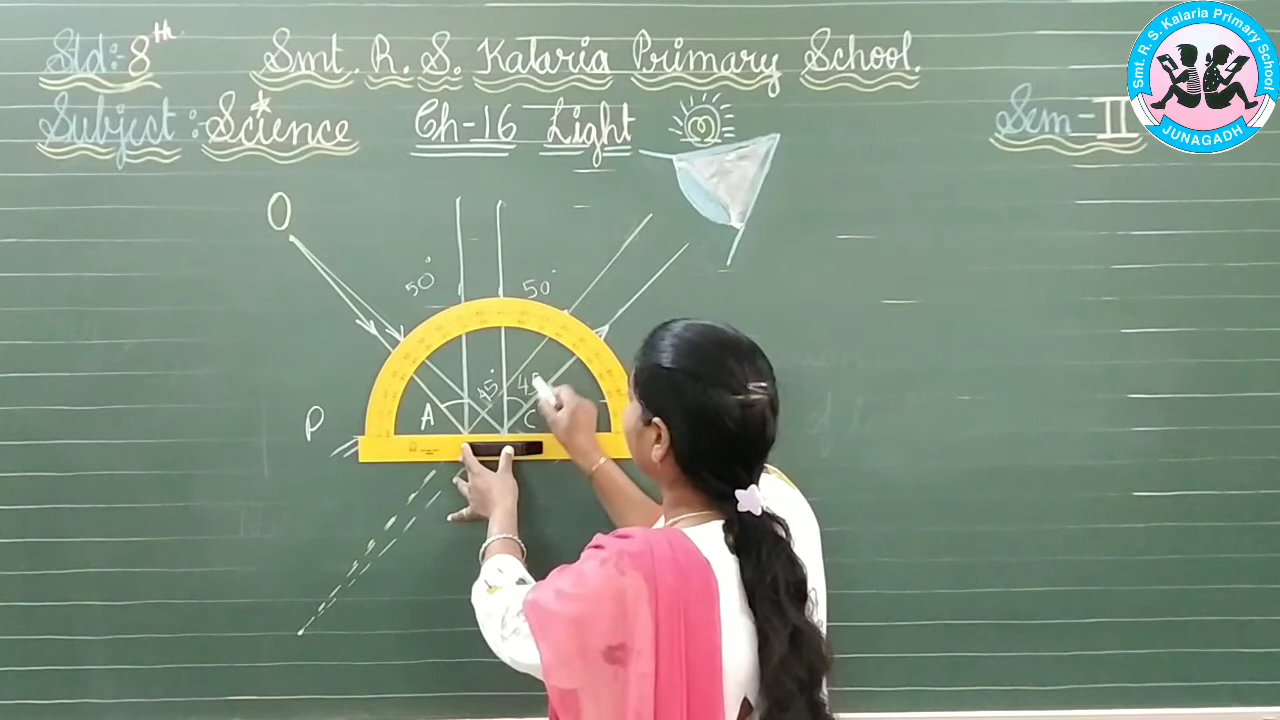 Std:- 8th Smt. R. S. Kalaria Primary School.
Subject :- Science Ch-16 Light Sem-II
Smt. R. S. Kalaria Primary School
JUNAGADH
O
50° 50°
45° 45
P A C